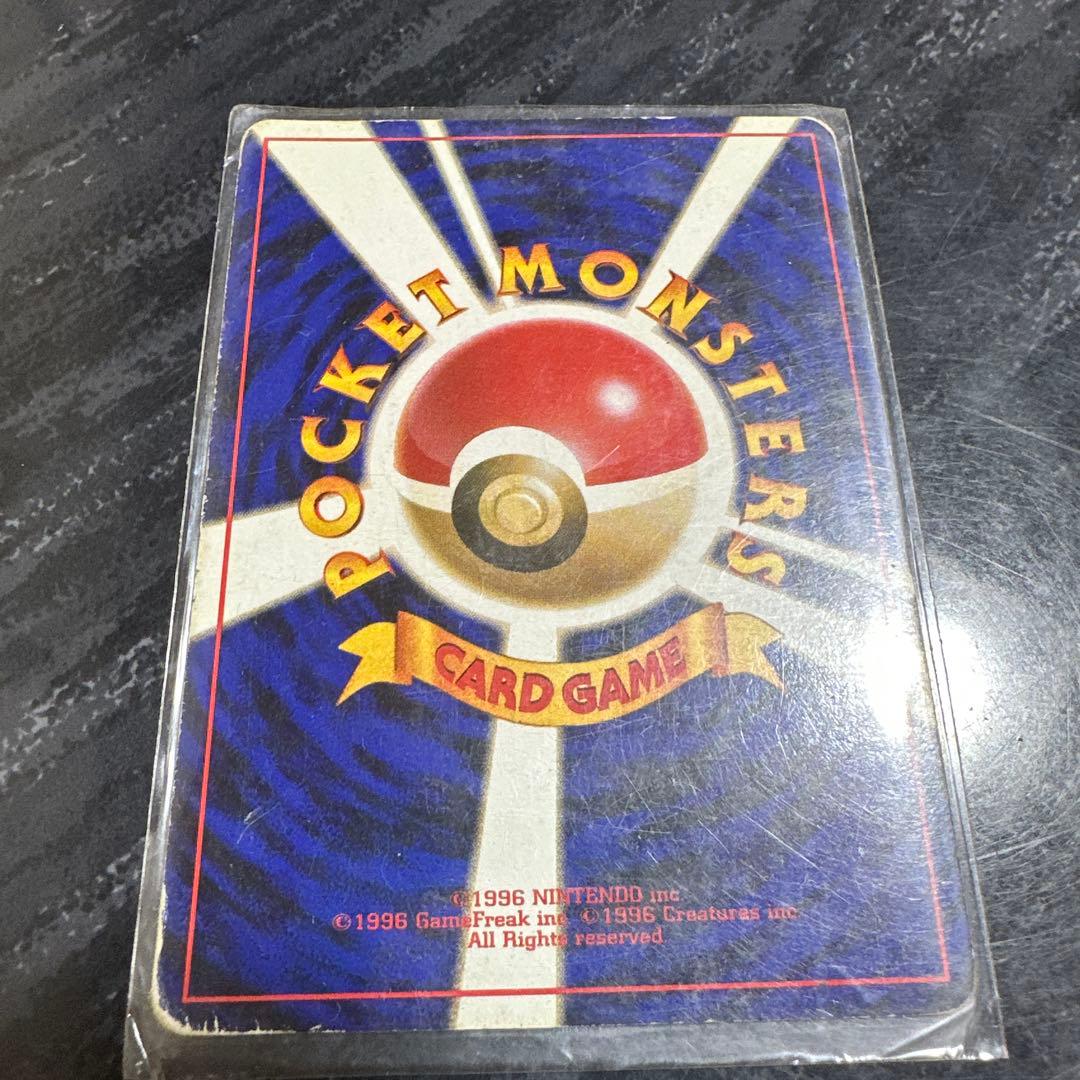 POCKET MONSTERS
CARD GAME
©1996 NINTENDO inc
©1996 GameFreak inc ©1996 Creatures inc
All Rights reserved